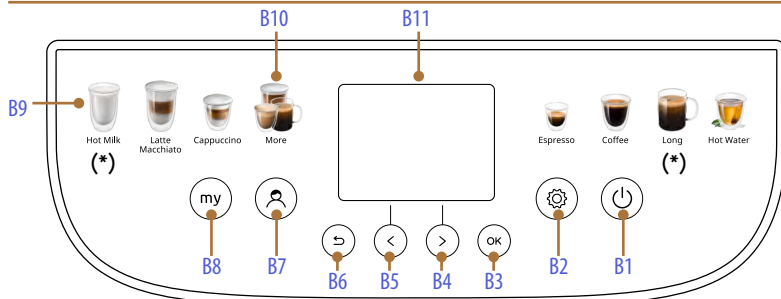 B10 B11
B9
Hot Milk Latte Macchiato Cappuccino More Espresso Coffee Long Hot Water
(*) (*)
my OK
B8 B7 B6 B5 B4 B3 B2 B1